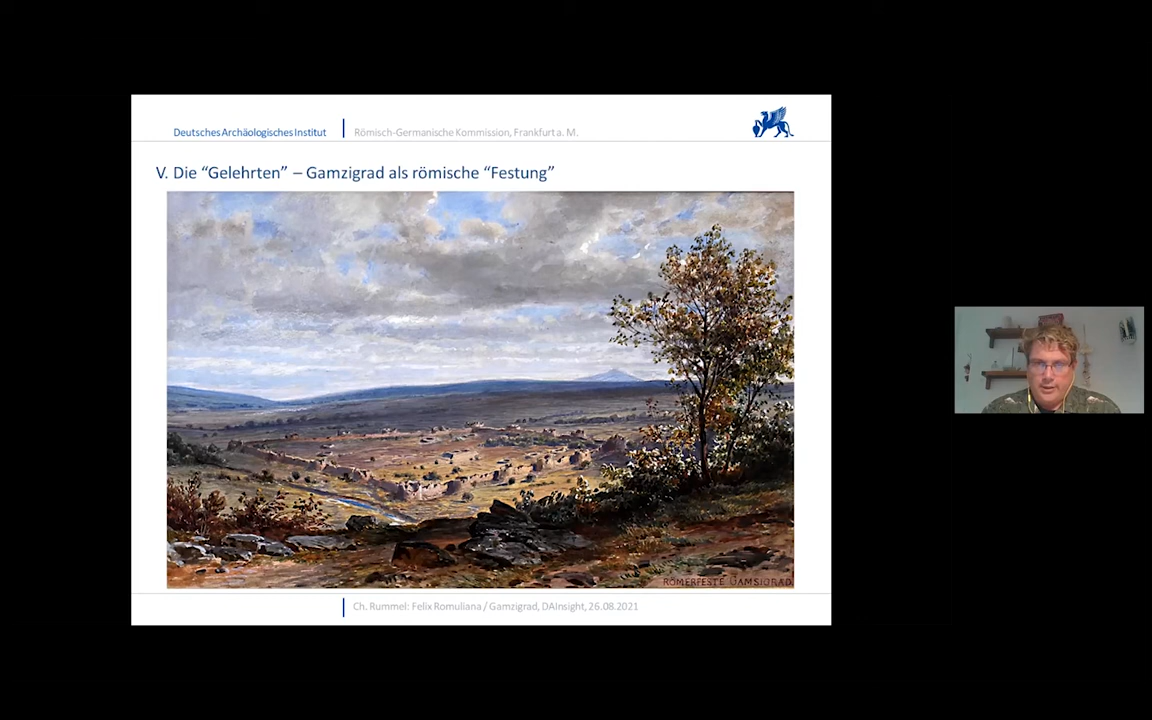 Deutsches Archäologisches Institut
Römisch-Germanische Kommission, Frankfurt a. M.
V. Die “Gelehrten” – Gamzigrad als römische “Festung”
RÖMERFESTE GAMSIGRAD
Ch. Rummel: Felix Romuliana / Gamzigrad, DAInsight, 26.08.2021